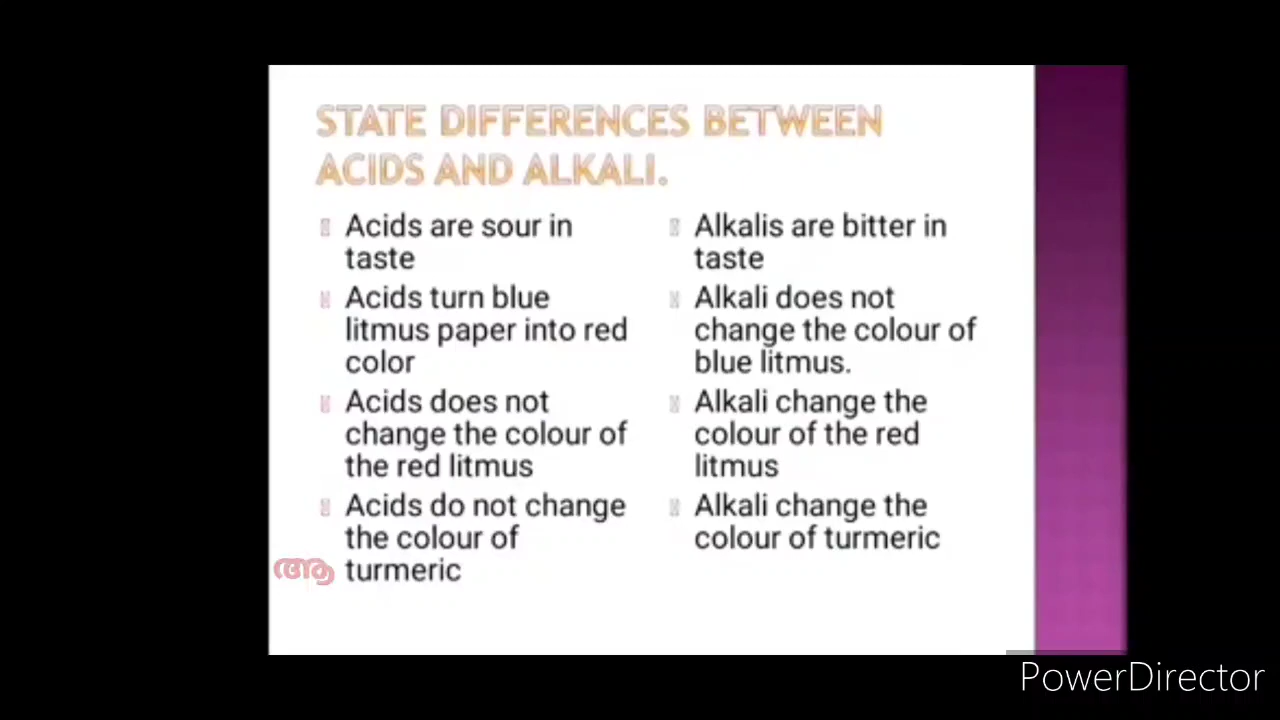 STATE DIFFERENCES BETWEEN
ACIDS AND ALKALI.
Acids are sour in
taste
Acids turn blue
litmus paper into red
color
Acids does not
change the colour of
the red litmus
Acids do not change
the colour of
turmeric
Alkalis are bitter in
taste
Alkali does not
change the colour of
blue litmus.
Alkali change the
colour of the red
litmus
Alkali change the
colour of turmeric
ആ
PowerDirector